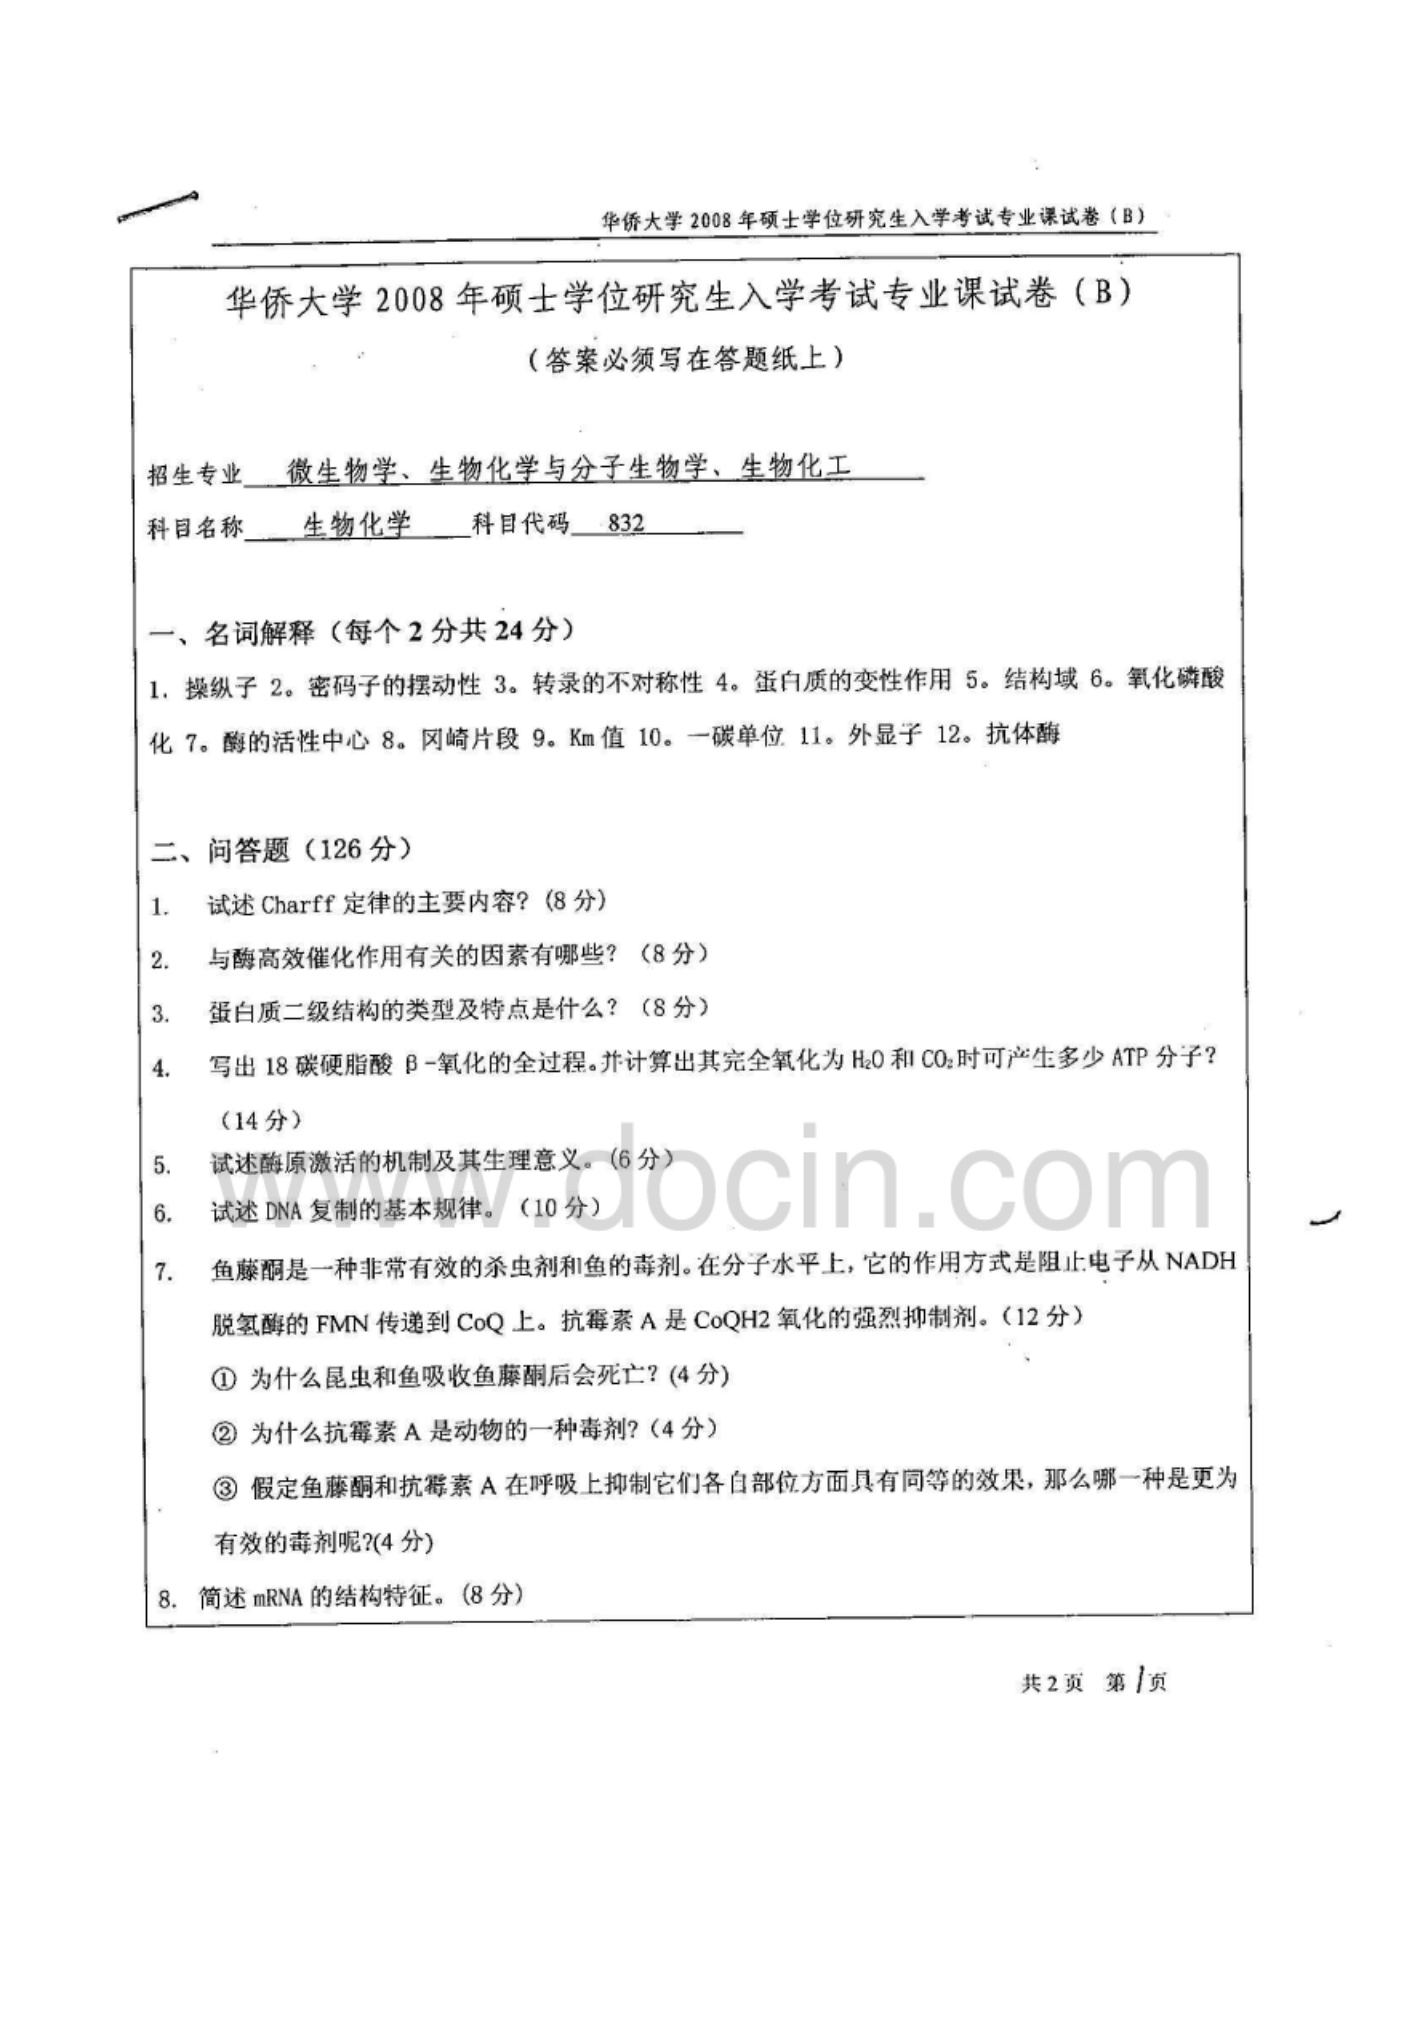 华侨大学 2008 年硕士学位研究生入学考试专业课试卷（B）
华侨大学 2008 年硕士学位研究生入学考试专业课试卷（B）
（答案必须写在答题纸上）
招生专业 微生物学、生物化学与分子生物学、生物化工
科目名称 生物化学 科目代码 832
一、名词解释（每个 2 分共 24 分）
1. 操纵子 2。密码子的摆动性 3。转录的不对称性 4。蛋白质的变性作用 5。结构域 6。氧化磷酸
化 7。酶的活性中心 8。冈崎片段 9。Km 值 10。一碳单位 11。外显子 12。抗体酶
二、问答题（126 分）
1. 试述 Charff 定律的主要内容？（8 分）
2. 与酶高效催化作用有关的因素有哪些？（8 分）
3. 蛋白质二级结构的类型及特点是什么？（8 分）
4. 写出 18 碳硬脂酸 β-氧化的全过程。并计算出其完全氧化为 H₂O 和 CO₂ 时可产生多少 ATP 分子？
（14 分）
5. 试述酶原激活的机制及其生理意义。（6 分）
6. 试述 DNA 复制的基本规律。（10 分）
7. 鱼藤酮是一种非常有效的杀虫剂和鱼的毒剂。在分子水平上，它的作用方式是阻止电子从 NADH
脱氢酶的 FMN 传递到 CoQ 上。抗霉素 A 是 CoQH2 氧化的强烈抑制剂。（12 分）
① 为什么昆虫和鱼吸收鱼藤酮后会死亡？（4 分）
② 为什么抗霉素 A 是动物的一种毒剂？（4 分）
③ 假定鱼藤酮和抗霉素 A 在呼吸上抑制它们各自部位方面具有同等的效果，那么哪一种是更为
有效的毒剂呢？（4 分）
8. 简述 mRNA 的结构特征。（8 分）
共 2 页 第 1 页
www.docin.com